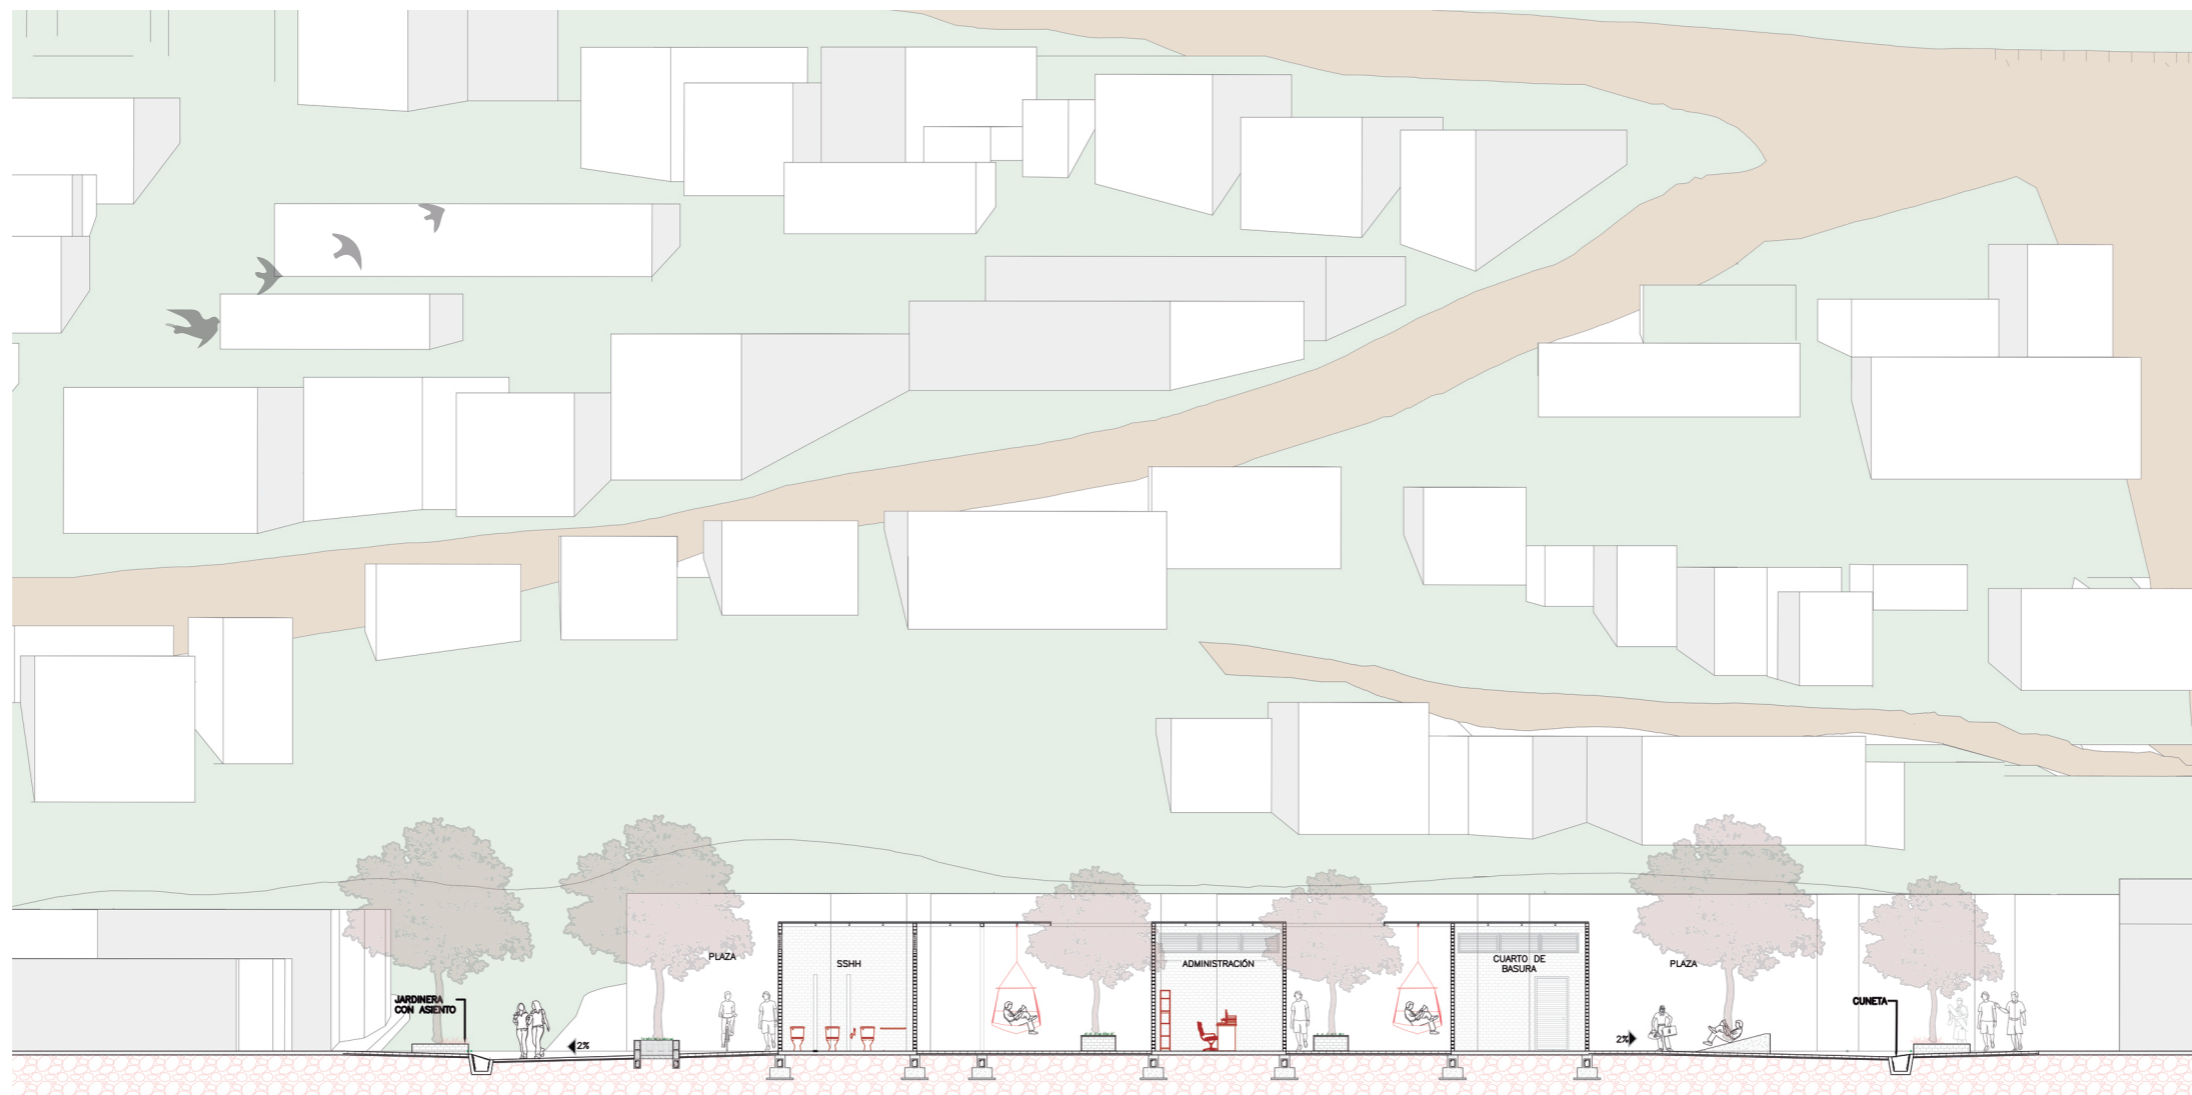 PLAZA
SSHH
ADMINISTRACIÓN
CUARTO DE
BASURA
PLAZA
JARDINERA
CON ASIENTO
CUNETA
2%
2%